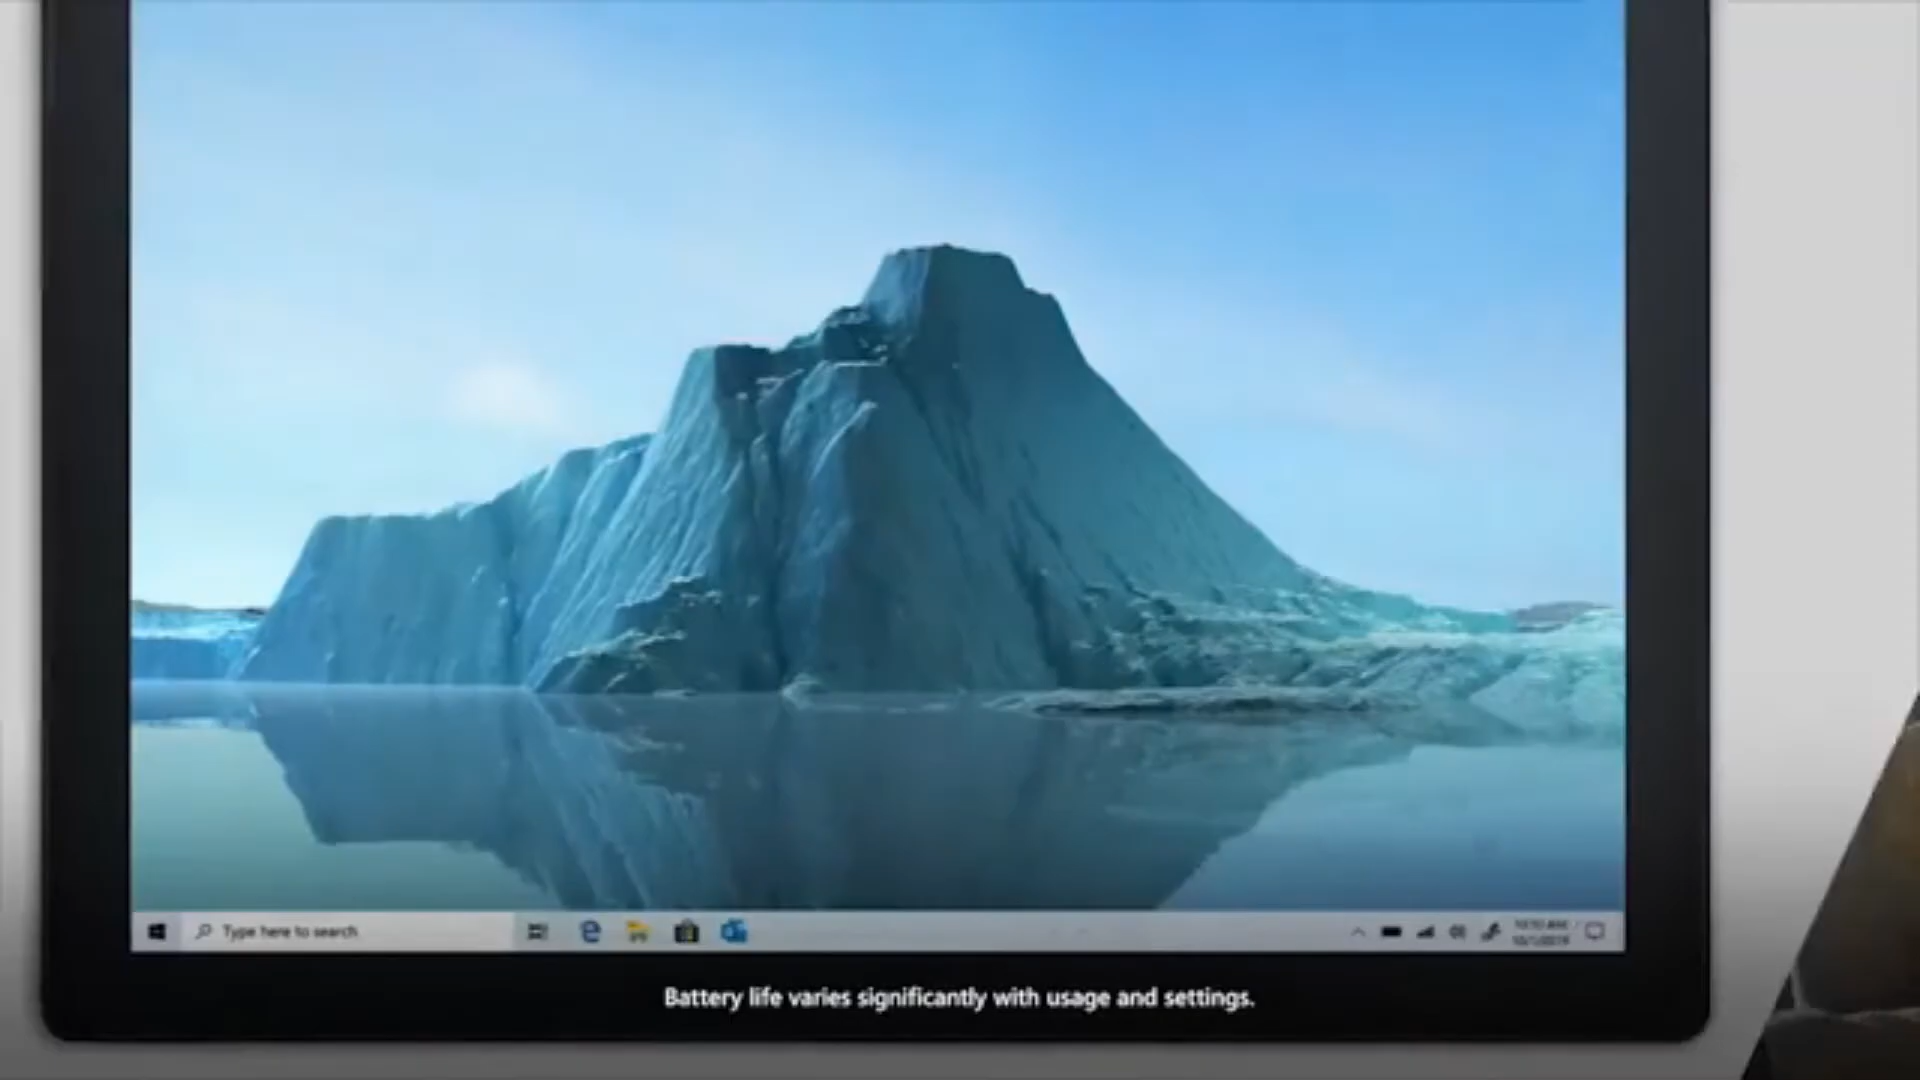 Type here to search
Battery life varies significantly with usage and settings.